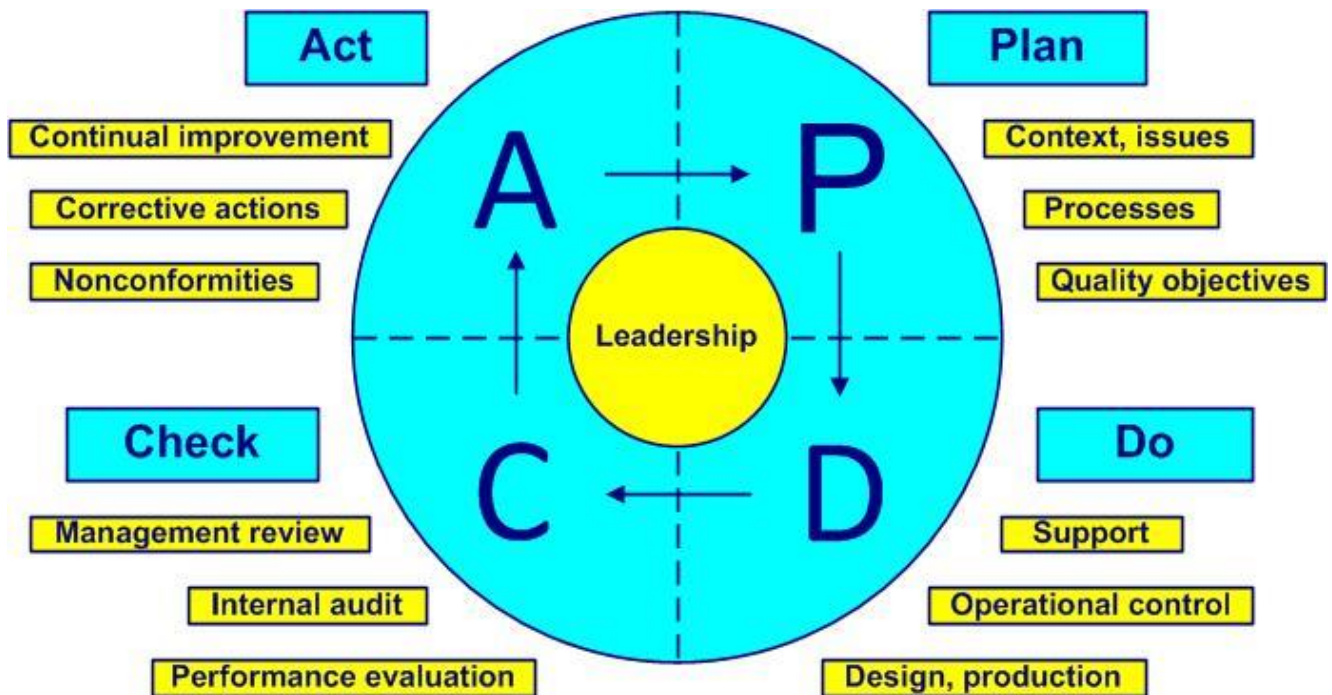 Act
Plan
Continual improvement
Context, issues
Corrective actions
Processes
Nonconformities
Quality objectives
A
P
Leadership
C
D
Check
Do
Management review
Support
Internal audit
Operational control
Performance evaluation
Design, production